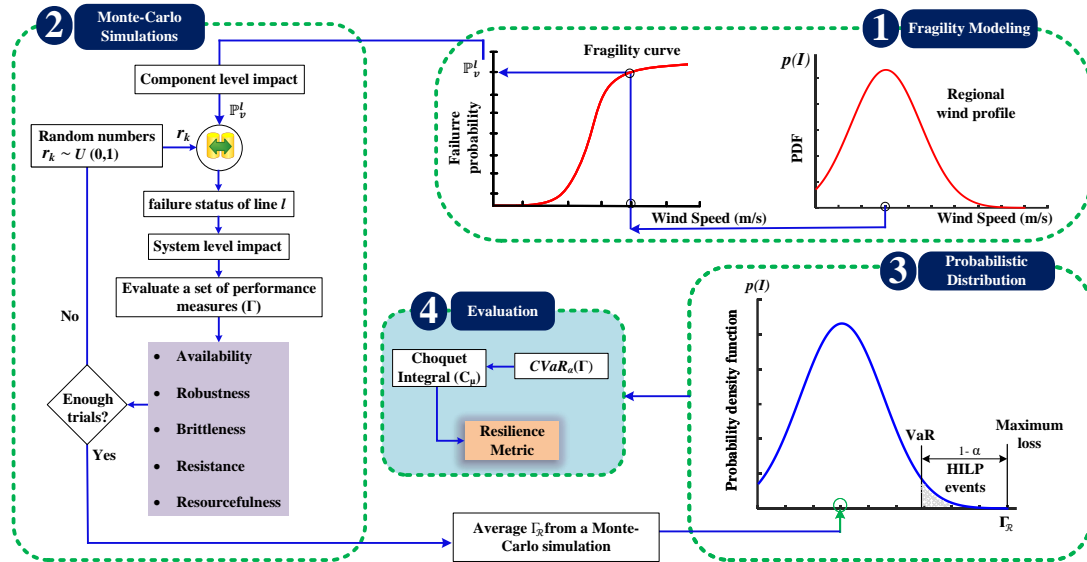 1
Fragility Modeling
p(I)
PDF
Regional
wind profile
Wind Speed (m/s)
Fragility curve
ℙ_v^l
Failurre
probability
Wind Speed (m/s)
2
Monte-Carlo
Simulations
Component level impact
ℙ_v^l
Random numbers
r_k ~ U (0,1)
r_k
failure status of line l
System level impact
Evaluate a set of performance
measures (Γ)
• Availability
• Robustness
• Brittleness
• Resistance
• Resourcefulness
No
Enough
trials?
Yes
Average Γ_ℛ from a Monte-
Carlo simulation
3
Probabilistic
Distribution
p(I)
Probability density function
VaR
Maximum
loss
1- α
HILP
events
Γ_ℛ
4
Evaluation
CVaR_α(Γ)
Choquet
Integral (C_μ)
Resilience
Metric